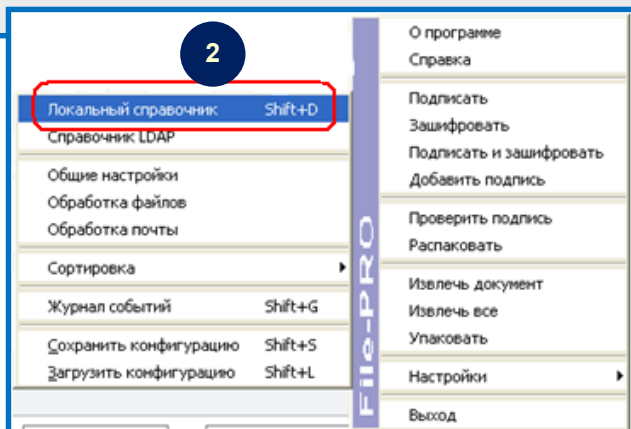 2
Локальный справочник Shift+D
Справочник LDAP
Общие настройки
Обработка файлов
Обработка почты
Сортировка
Журнал событий Shift+G
Сохранить конфигурацию Shift+S
Загрузить конфигурацию Shift+L
File-PRO
О программе
Справка
Подписать
Зашифровать
Подписать и зашифровать
Добавить подпись
Проверить подпись
Распаковать
Извлечь документ
Извлечь все
Упаковать
Настройки
Выход